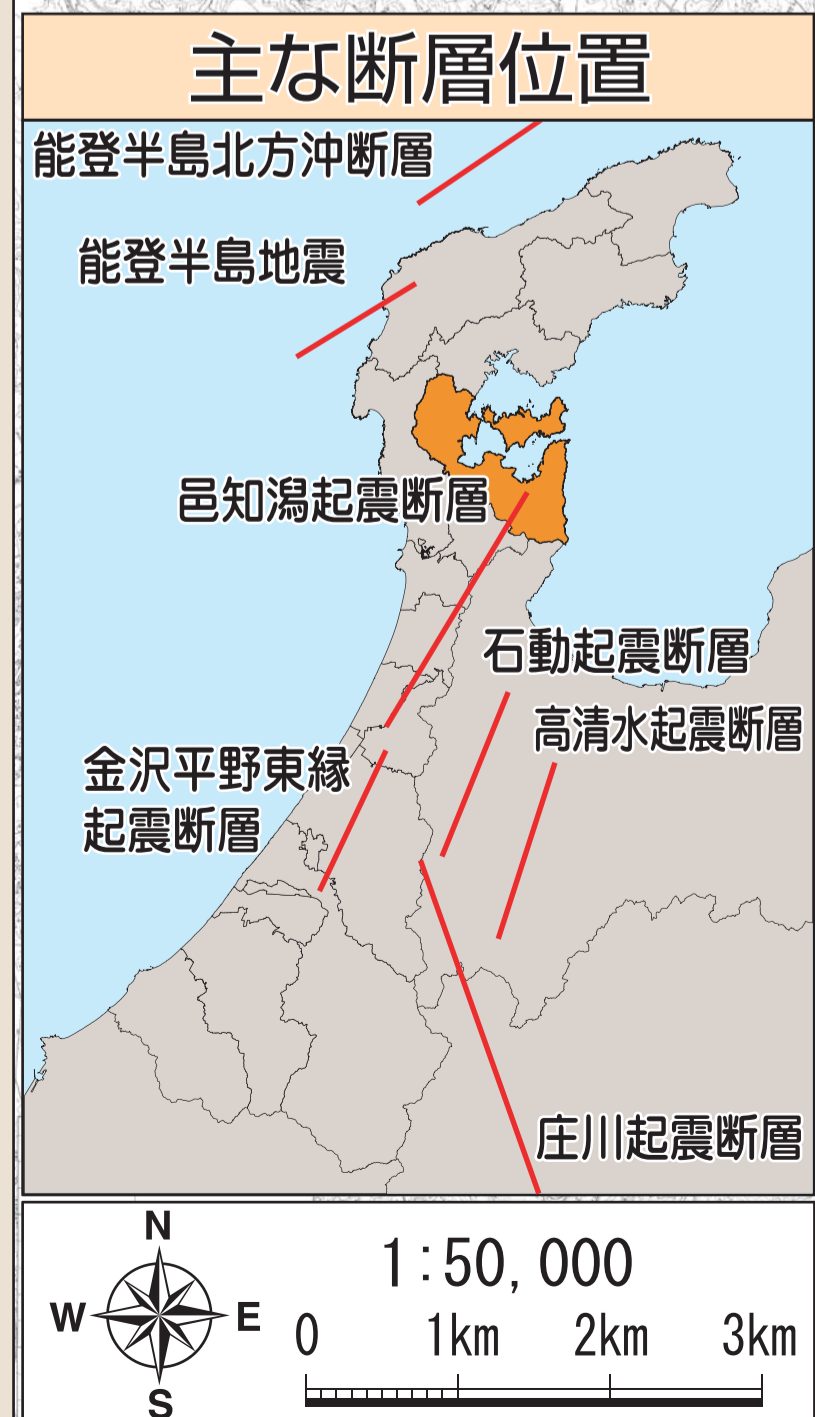 主な断層位置
能登半島北方沖断層
能登半島地震
邑知潟起震断層
石動起震断層
高清水起震断層
金沢平野東縁
起震断層
庄川起震断層
N
W E
S
1:50,000
0 1km 2km 3km